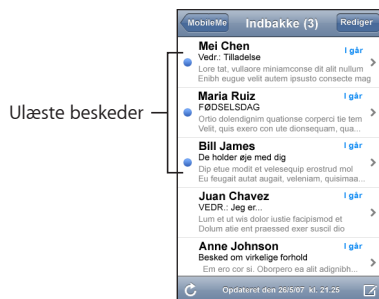 MobileMe Indbakke (3) Rediger
Mei Chen I går
Vedr.: Tilladelse
Lore tat, vullaore miniamconse dit alit nullum
Enibh eugue velit autem ipsusto consecte mag
Ulæste beskeder
Maria Ruiz I går
FØDSELSDAG
Ortio dolendignim quationse corperci tie tem
Velit, quis exero con ute dionsequam, qua...
Bill James I går
De holder øje med dig
Dip etue modit et velesequip erostrud mol
Eu feugait autat augait, veleniam, quisimaa...
Juan Chavez I går
VEDR.: Jeg er...
Lum et ut wis dolor iustie facipismod et
Dolum atie ent praessed exer suscil dio
Anne Johnson I går
Besked om virkelige forhold
Em ero cor si. Oborpero ea alit adignibh...
Opdateret den 26/5/07 kl. 21.25